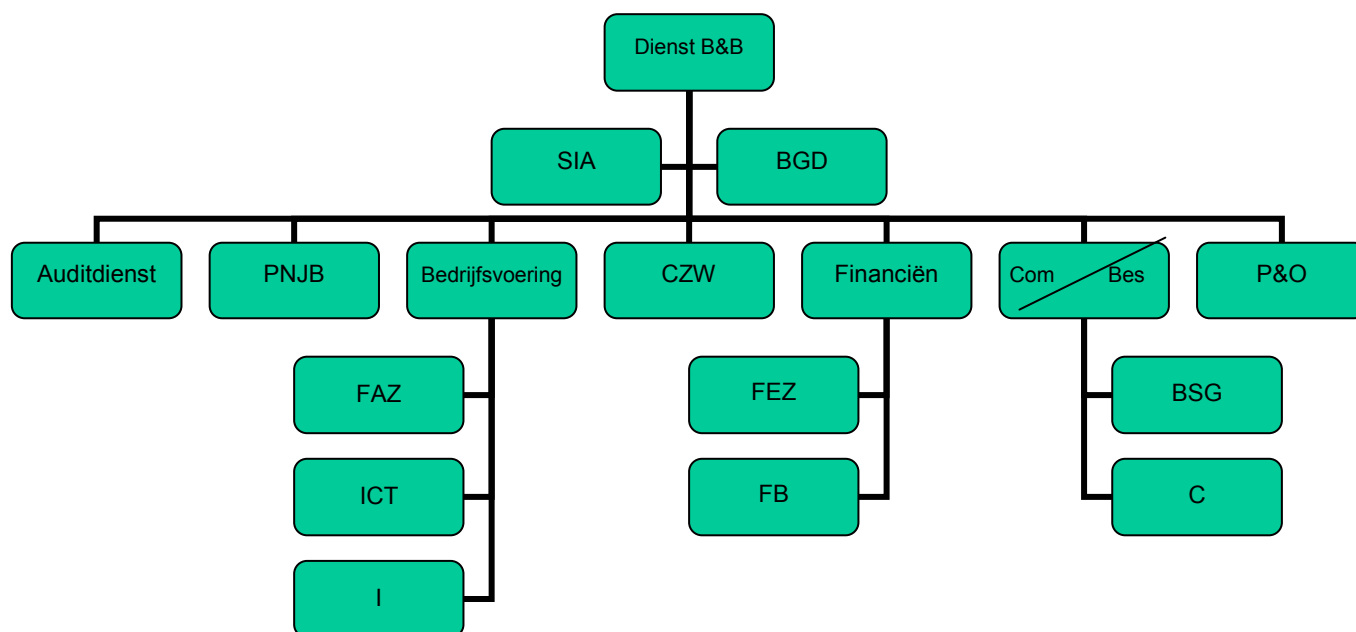 Dienst B&B
SIA
BGD
Auditdienst
PNJB
Bedrijfsvoering
CZW
Financiën
Com Bes
P&O
FAZ
FEZ
BSG
ICT
FB
C
I